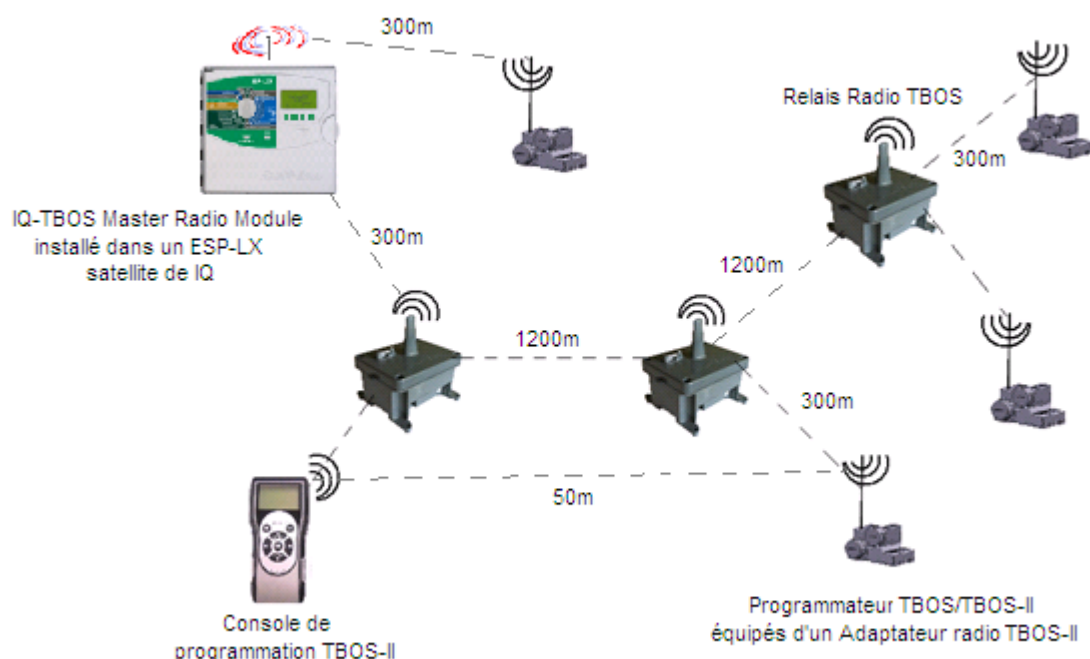 300m
ESP-LX
Relais Radio TBOS
300m
IQ-TBOS Master Radio Module
installé dans un ESP-LX
satellite de IQ
300m
1200m
1200m
300m
50m
Console de
programmation TBOS-II
Programmateur TBOS/TBOS-II
équipés d'un Adaptateur radio TBOS-II